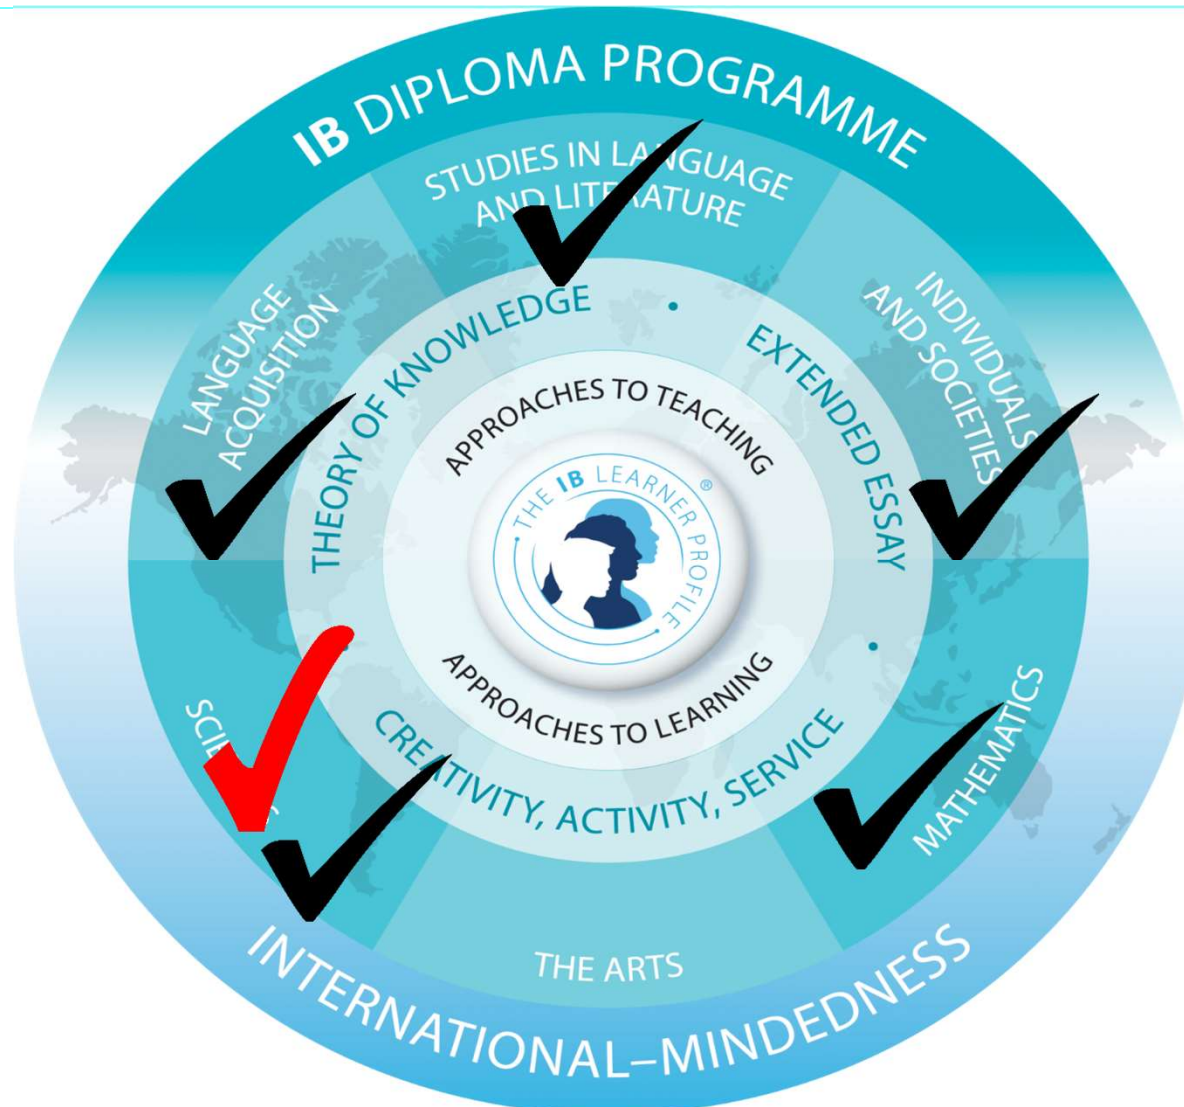 IB DIPLOMA PROGRAMME
STUDIES IN LANGUAGE
AND LITERATURE
LANGUAGE
ACQUISITION
INDIVIDUALS
AND SOCIETIES
THEORY OF KNOWLEDGE
EXTENDED ESSAY
APPROACHES TO TEACHING
THE IB LEARNER PROFILE ®
APPROACHES TO LEARNING
CREATIVITY, ACTIVITY, SERVICE
MATHEMATICS
THE ARTS
INTERNATIONAL–MINDEDNESS